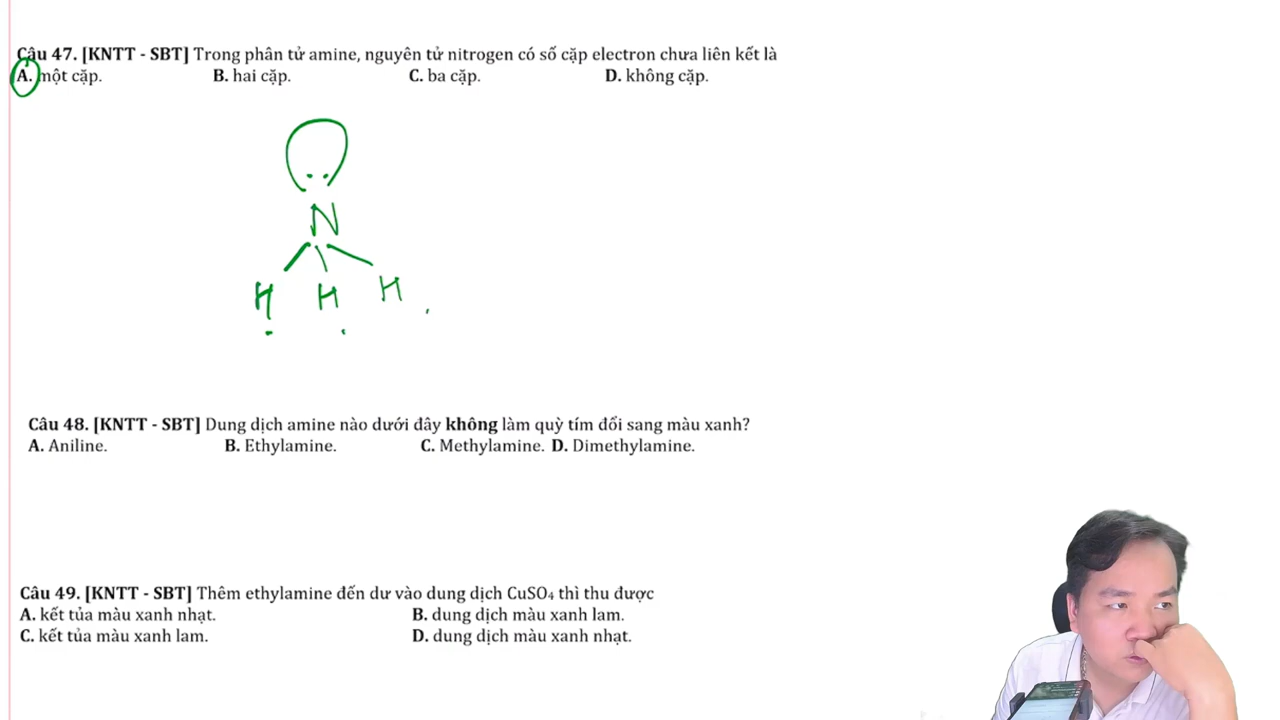 Câu 47. [KNTT - SBT] Trong phân tử amine, nguyên tử nitrogen có số cặp electron chưa liên kết là
A. một cặp. B. hai cặp. C. ba cặp. D. không cặp.
N
H H H
Câu 48. [KNTT - SBT] Dung dịch amine nào dưới đây không làm quỳ tím đổi sang màu xanh?
A. Aniline. B. Ethylamine. C. Methylamine. D. Dimethylamine.
Câu 49. [KNTT - SBT] Thêm ethylamine đến dư vào dung dịch CuSO₄ thì thu được
A. kết tủa màu xanh nhạt. B. dung dịch màu xanh lam.
C. kết tủa màu xanh lam. D. dung dịch màu xanh nhạt.